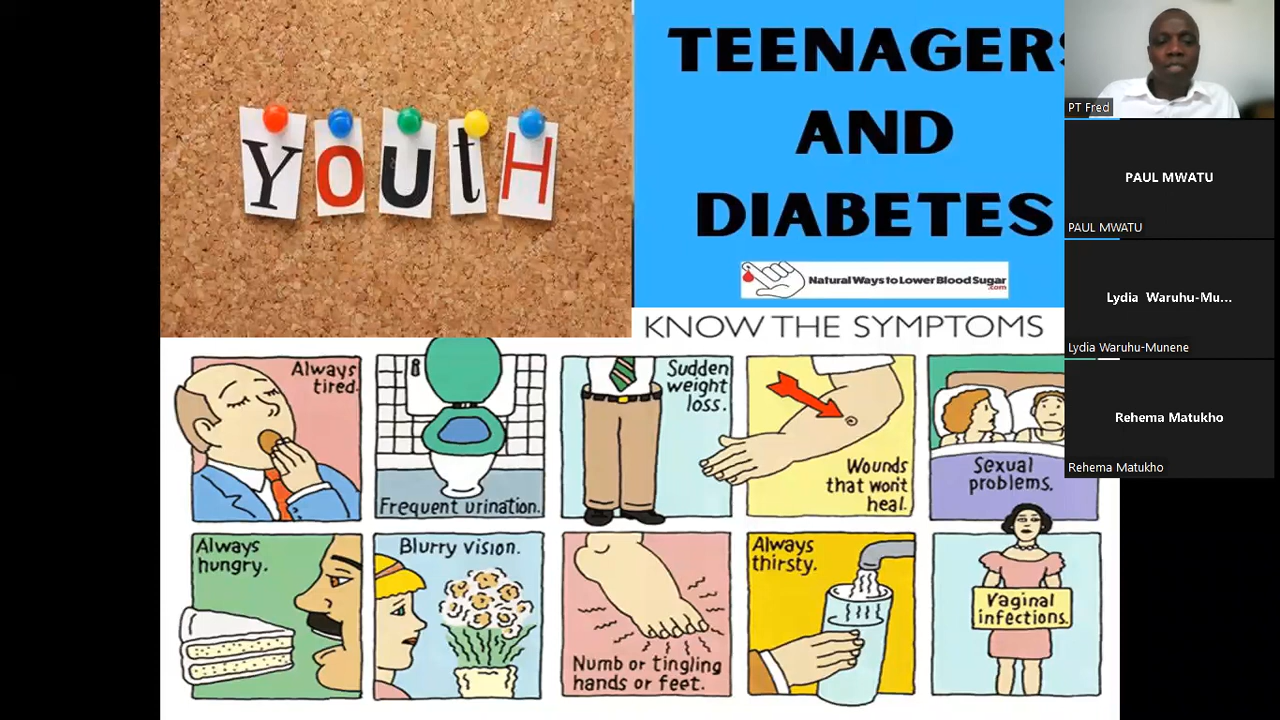 YoUtH
TEENAGERS
AND
DIABETES
Natural Ways to Lower Blood Sugar
.com
KNOW THE SYMPTOMS
Always
tired.
Frequent urination.
Sudden
weight
loss.
Wounds
that won't
heal.
Sexual
problems.
Always
hungry.
Blurry vision.
Numb or tingling
hands or feet.
Always
thirsty.
Vaginal
infections.
PT Fred
PAUL MWATU
PAUL MWATU
Lydia Waruhu-Mu...
Lydia Waruhu-Munene
Rehema Matukho
Rehema Matukho